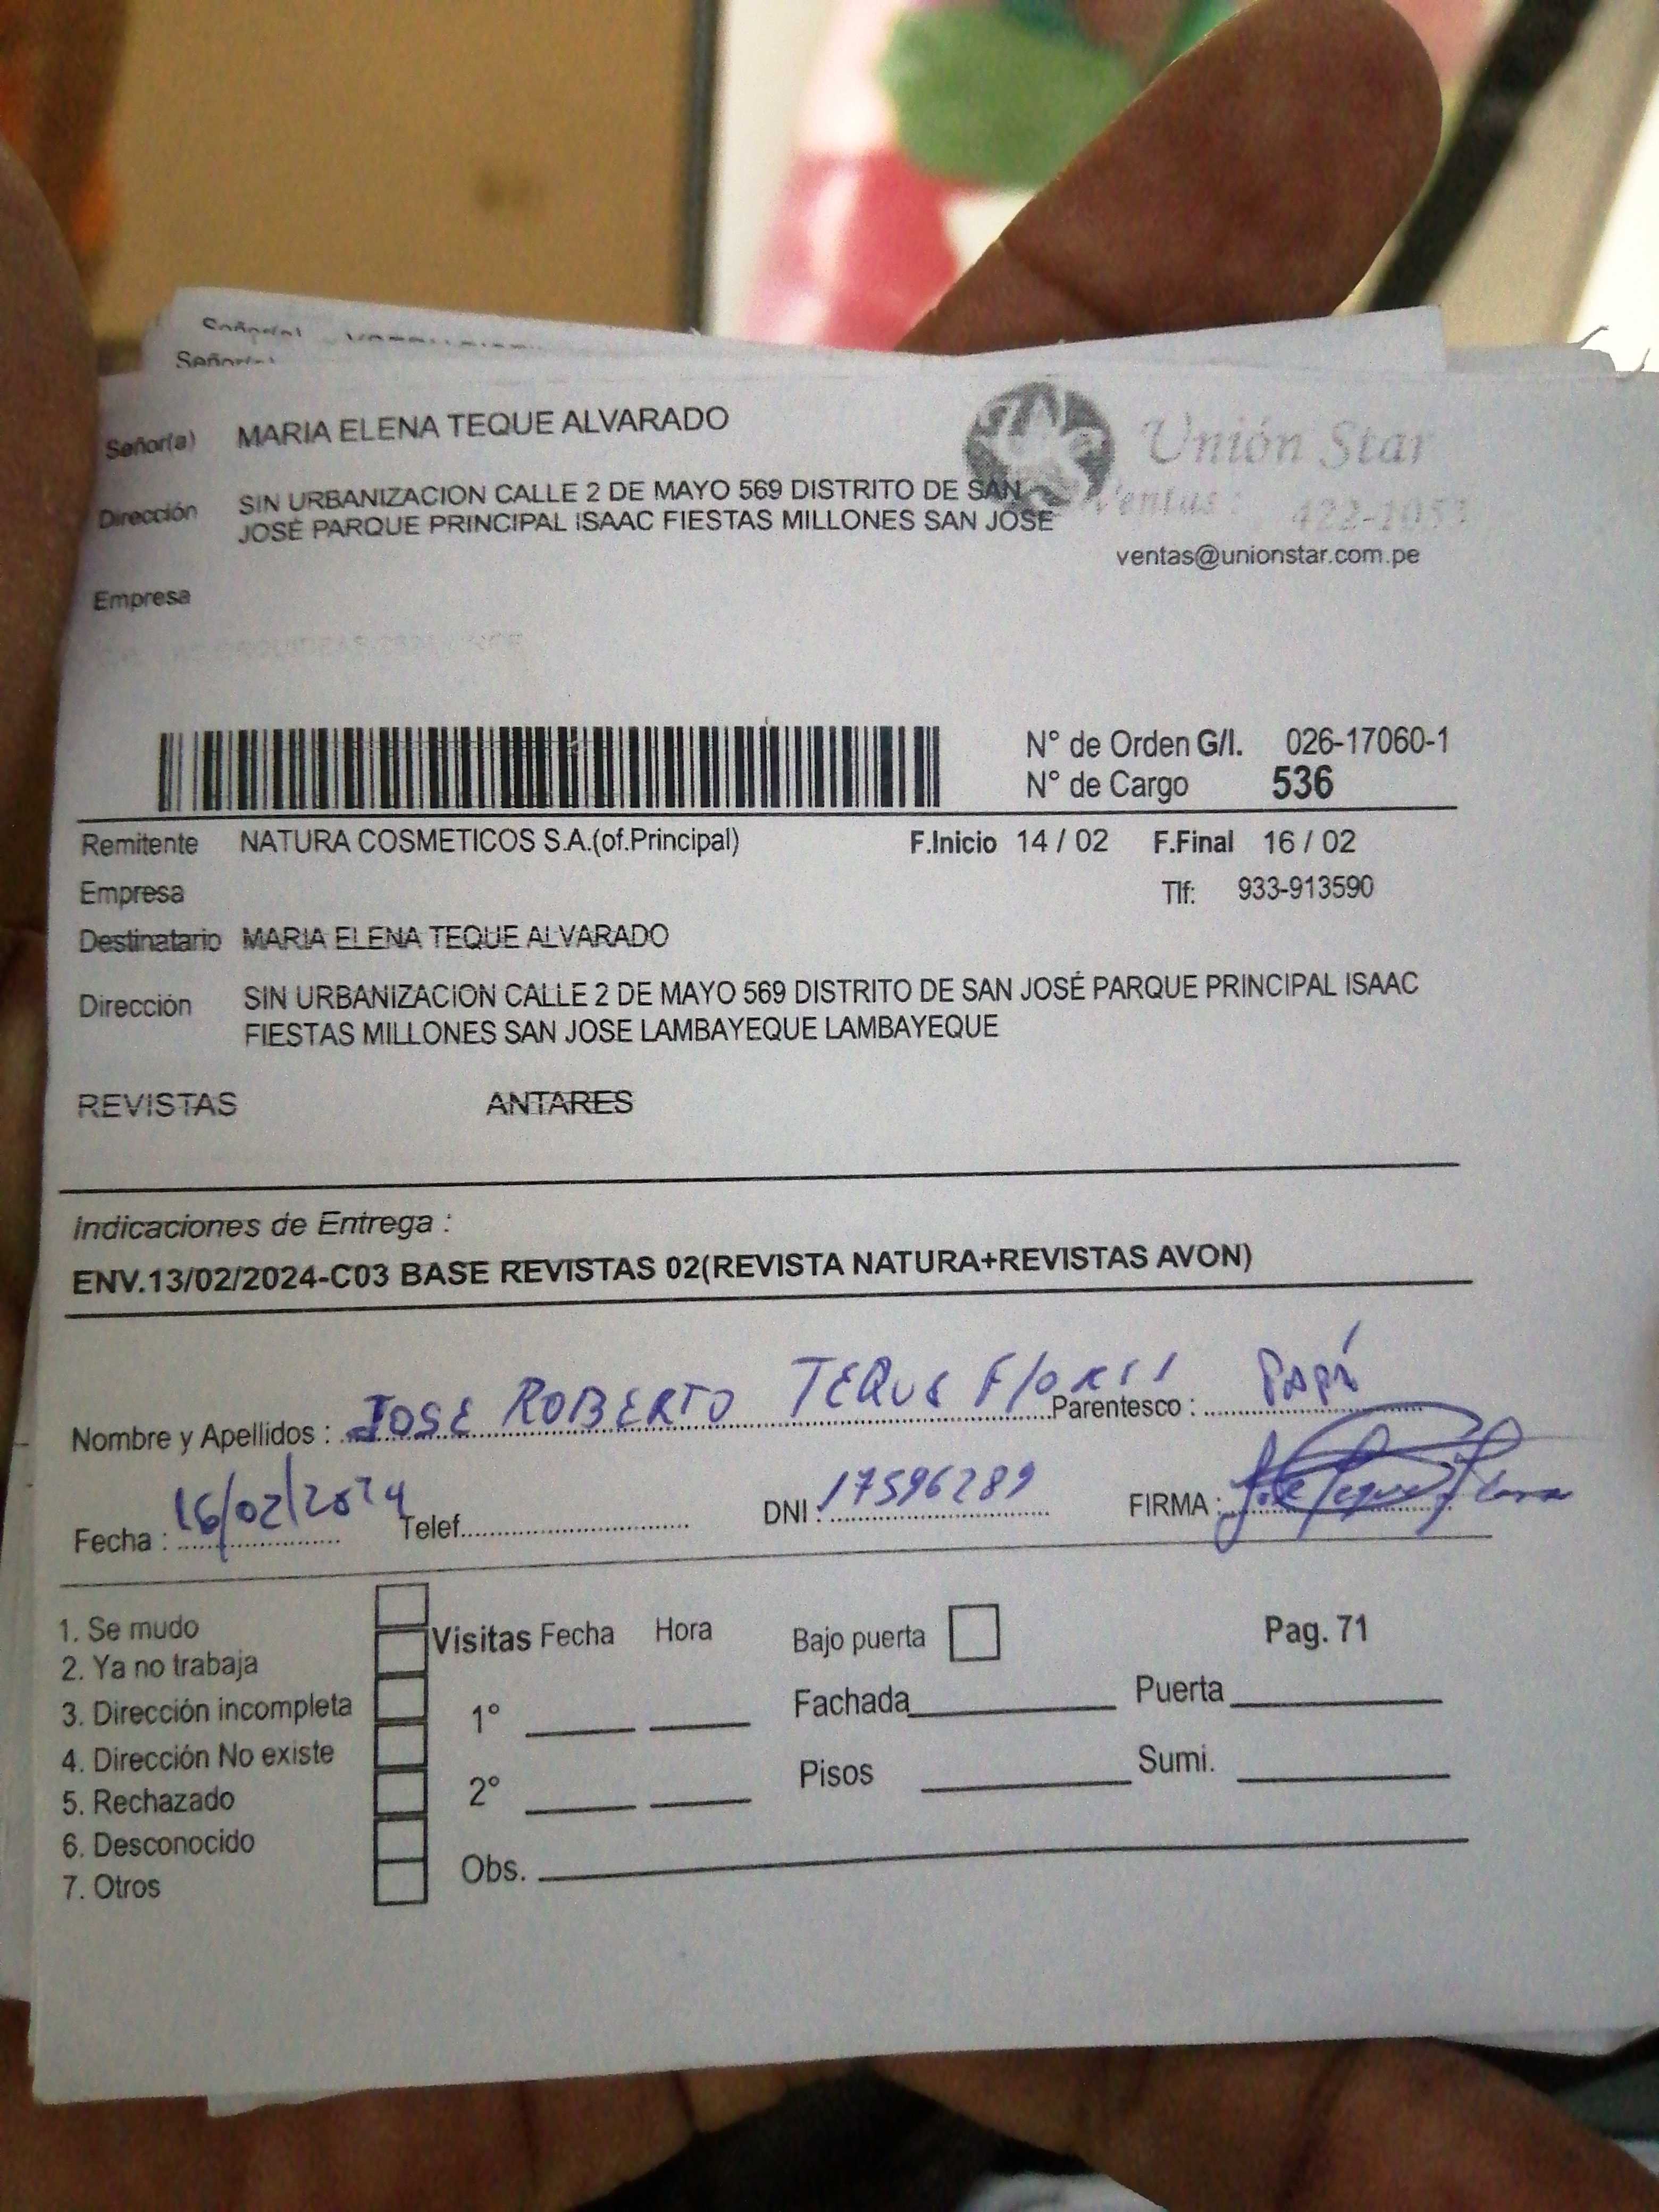 Señor(a) MARIA ELENA TEQUE ALVARADO
Unión Star
Dirección SIN URBANIZACION CALLE 2 DE MAYO 569 DISTRITO DE SAN
JOSÉ PARQUE PRINCIPAL ISAAC FIESTAS MILLONES SAN JOSE
Ventas: 422-1053
ventas@unionstar.com.pe
Empresa
N° de Orden G/I. 026-17060-1
N° de Cargo 536
Remitente NATURA COSMETICOS S.A.(of.Principal) F.Inicio 14 / 02 F.Final 16 / 02
Empresa Tlf: 933-913590
Destinatario MARIA ELENA TEQUE ALVARADO
Dirección SIN URBANIZACION CALLE 2 DE MAYO 569 DISTRITO DE SAN JOSÉ PARQUE PRINCIPAL ISAAC
FIESTAS MILLONES SAN JOSE LAMBAYEQUE LAMBAYEQUE
REVISTAS ANTARES
Indicaciones de Entrega :
ENV.13/02/2024-C03 BASE REVISTAS 02(REVISTA NATURA+REVISTAS AVON)
Nombre y Apellidos : JOSE ROBERTO TEQUE Parentesco : PAPÁ
Fecha : 16/02/2024 Telef. DNI : 17596289 FIRMA :
1. Se mudo
2. Ya no trabaja
3. Dirección incompleta
4. Dirección No existe
5. Rechazado
6. Desconocido
7. Otros
Visitas Fecha Hora
1°
2°
Obs.
Bajo puerta Pag. 71
Fachada Puerta
Pisos Sumi.